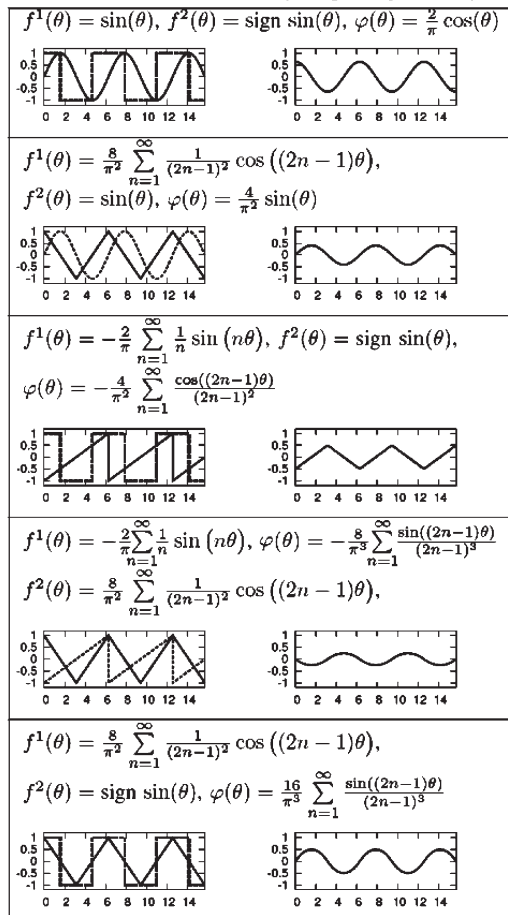 f¹(θ) = sin(θ), f²(θ) = sign sin(θ), φ(θ) = 2/π cos(θ)
1 0.5 0 -0.5 -1
0 2 4 6 8 10 12 14
1 0.5 0 -0.5 -1
0 2 4 6 8 10 12 14
f¹(θ) = 8/π² ∑_{n=1}^{∞} 1/(2n−1)² cos((2n − 1)θ),
f²(θ) = sin(θ), φ(θ) = 4/π² sin(θ)
1 0.5 0 -0.5 -1
0 2 4 6 8 10 12 14
1 0.5 0 -0.5 -1
0 2 4 6 8 10 12 14
f¹(θ) = −2/π ∑_{n=1}^{∞} 1/n sin(nθ), f²(θ) = sign sin(θ),
φ(θ) = −4/π² ∑_{n=1}^{∞} cos((2n−1)θ)/(2n−1)²
1 0.5 0 -0.5 -1
0 2 4 6 8 10 12 14
1 0.5 0 -0.5 -1
0 2 4 6 8 10 12 14
f¹(θ) = −2/π ∑_{n=1}^{∞} 1/n sin(nθ), φ(θ) = −8/π³ ∑_{n=1}^{∞} sin((2n−1)θ)/(2n−1)³
f²(θ) = 8/π² ∑_{n=1}^{∞} 1/(2n−1)² cos((2n − 1)θ),
1 0.5 0 -0.5 -1
0 2 4 6 8 10 12 14
1 0.5 0 -0.5 -1
0 2 4 6 8 10 12 14
f¹(θ) = 8/π² ∑_{n=1}^{∞} 1/(2n−1)² cos((2n − 1)θ),
f²(θ) = sign sin(θ), φ(θ) = 16/π³ ∑_{n=1}^{∞} sin((2n−1)θ)/(2n−1)³
1 0.5 0 -0.5 -1
0 2 4 6 8 10 12 14
1 0.5 0 -0.5 -1
0 2 4 6 8 10 12 14